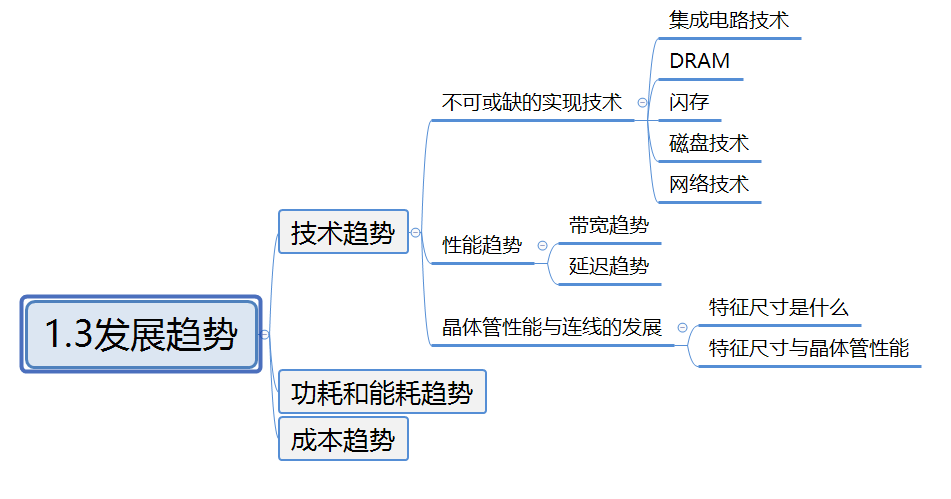 1.3发展趋势
技术趋势
不可或缺的实现技术
集成电路技术
DRAM
闪存
磁盘技术
网络技术
性能趋势
带宽趋势
延迟趋势
晶体管性能与连线的发展
特征尺寸是什么
特征尺寸与晶体管性能
功耗和能耗趋势
成本趋势